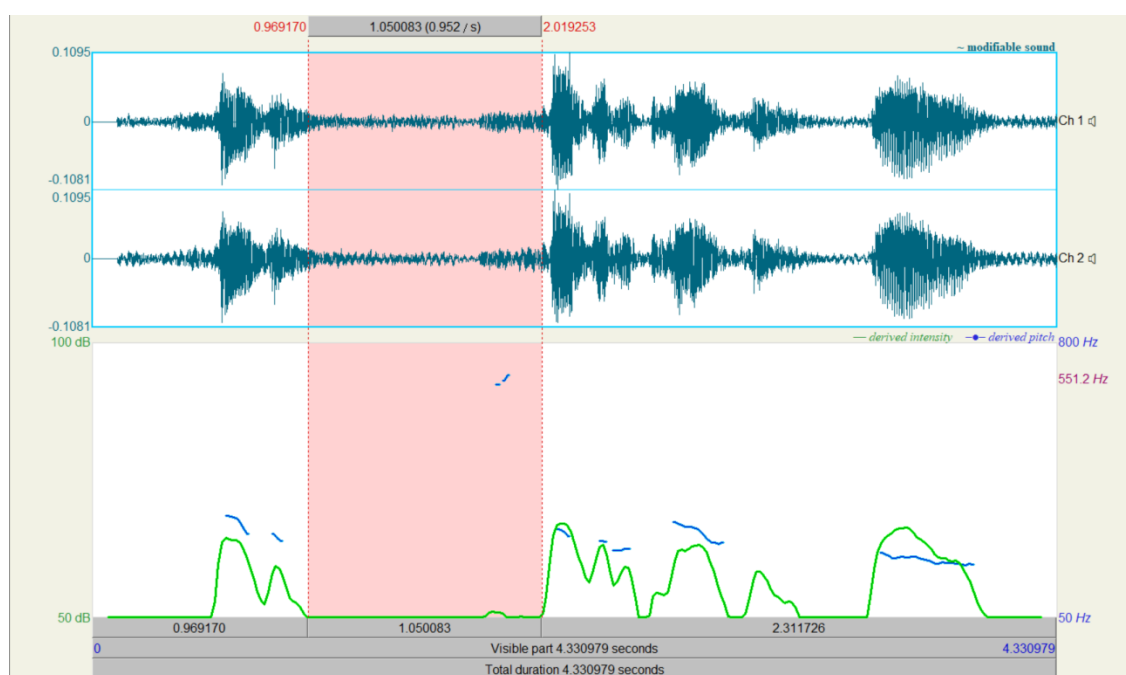 0.969170 1.050083 (0.952 / s) 2.019253
~ modifiable sound
0.1095
0 Ch 1
-0.1081
0.1095
0 Ch 2
-0.1081
100 dB — derived intensity derived pitch 800 Hz
551.2 Hz
50 dB 50 Hz
0.969170 1.050083 2.311726
0 Visible part 4.330979 seconds 4.330979
Total duration 4.330979 seconds